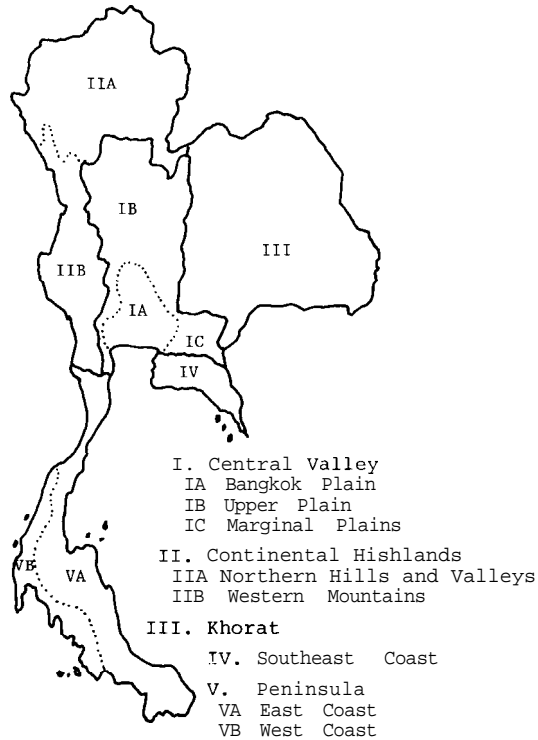 IIA
IB
III
IIB
IA
IC
IV
I. Central Valley
IA Bangkok Plain
IB Upper Plain
IC Marginal Plains
II. Continental Hishlands
IIA Northern Hills and Valleys
IIB Western Mountains
VB
VA
III. Khorat
IV. Southeast Coast
V. Peninsula
VA East Coast
VB West Coast